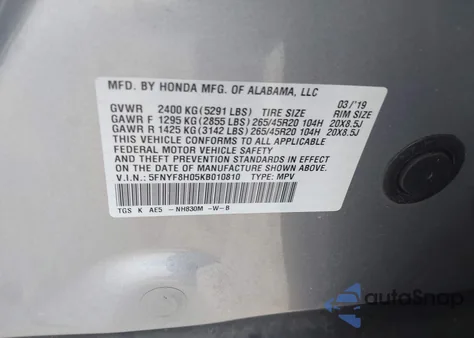 MFD. BY HONDA MFG. OF ALABAMA, LLC
03/'19
GVWR 2400 KG(5291 LBS) TIRE SIZE RIM SIZE
GAWR F 1295 KG(2855 LBS)265/45R20 104H 20X8.5J
GAWR R 1425 KG(3142 LBS)265/45R20 104H 20X8.5J
THIS VEHICLE CONFORMS TO ALL APPLICABLE
FEDERAL MOTOR VEHICLE SAFETY
AND THEFT PREVENTION STANDARDS IN EFFECT
ON THE DATE OF MANUFACTURE SHOWN ABOVE.
V.I.N.: 5FNYF8H05KB010810 TYPE: MPV
TGS K AE5 -NH830M -W-B
autoSnap